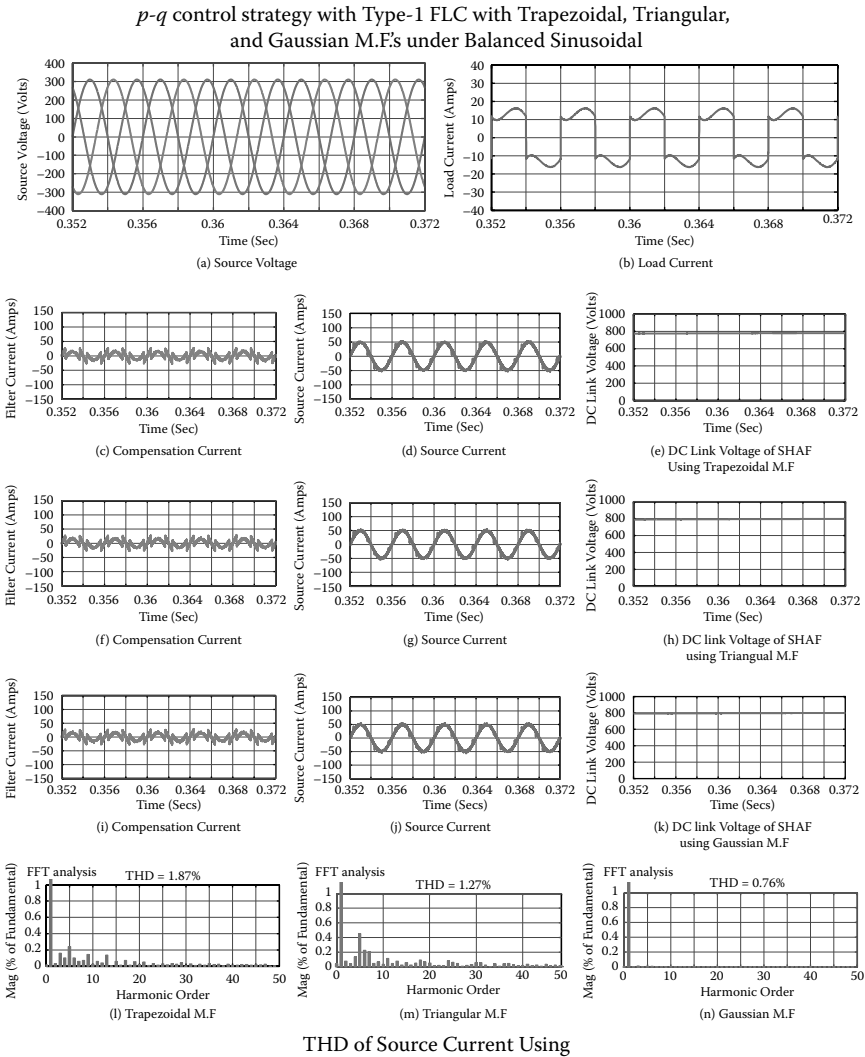 p-q control strategy with Type-1 FLC with Trapezoidal, Triangular,
and Gaussian M.F.'s under Balanced Sinusoidal
Source Voltage (Volts)
400
300
200
100
0
−100
−200
−300
−400
0.352 0.356 0.36 0.364 0.368 0.372
Time (Sec)
(a) Source Voltage
Load Current (Amps)
40
30
20
10
0
−10
−20
−30
−40
0.352 0.356 0.36 0.364 0.368 0.372
Time (Sec)
(b) Load Current
Filter Current (Amps)
150
100
50
0
−50
−100
−150
0.352 0.356 0.36 0.364 0.368 0.372
Time (Sec)
(c) Compensation Current
Source Current (Amps)
150
100
50
0
−50
−100
−150
0.352 0.356 0.36 0.364 0.368 0.372
Time (Sec)
(d) Source Current
DC Link Voltage (Volts)
1000
800
600
400
200
0
0.352 0.356 0.36 0.364 0.368 0.372
Time (Sec)
(e) DC Link Voltage of SHAF
Using Trapezoidal M.F
Filter Current (Amps)
150
100
50
0
−50
−100
−150
0.352 0.356 0.36 0.364 0.368 0.372
Time (Sec)
(f) Compensation Current
Source Current (Amps)
150
100
50
0
−50
−100
−150
0.352 0.356 0.36 0.364 0.368 0.372
Time (Sec)
(g) Source Current
DC Link Voltage (Volts)
1000
800
600
400
200
0
0.352 0.356 0.36 0.364 0.368 0.372
Time (Sec)
(h) DC link Voltage of SHAF
using Triangual M.F
Filter Current (Amps)
150
100
50
0
−50
−100
−150
0.352 0.356 0.36 0.364 0.368 0.372
Time (Secs)
(i) Compensation Current
Source Current (Amps)
150
100
50
0
−50
−100
−150
0.352 0.356 0.36 0.364 0.368 0.372
Time (Secs)
(j) Source Current
DC Link Voltage (Volts)
1000
800
600
400
200
0
0.352 0.356 0.36 0.364 0.368 0.372
Time (Secs)
(k) DC link Voltage of SHAF
using Gaussian M.F
Mag (% of Fundamental)
FFT analysis
THD = 1.87%
1
0.8
0.6
0.4
0.2
0
0 10 20 30 40 50
Harmonic Order
(l) Trapezoidal M.F
Mag (% of Fundamental)
FFT analysis
THD = 1.27%
1
0.8
0.6
0.4
0.2
0
0 10 20 30 40 50
Harmonic Order
(m) Triangular M.F
Mag (% of Fundamental)
FFT analysis
THD = 0.76%
1
0.8
0.6
0.4
0.2
0
0 10 20 30 40 50
Harmonic Order
(n) Gaussian M.F
THD of Source Current Using